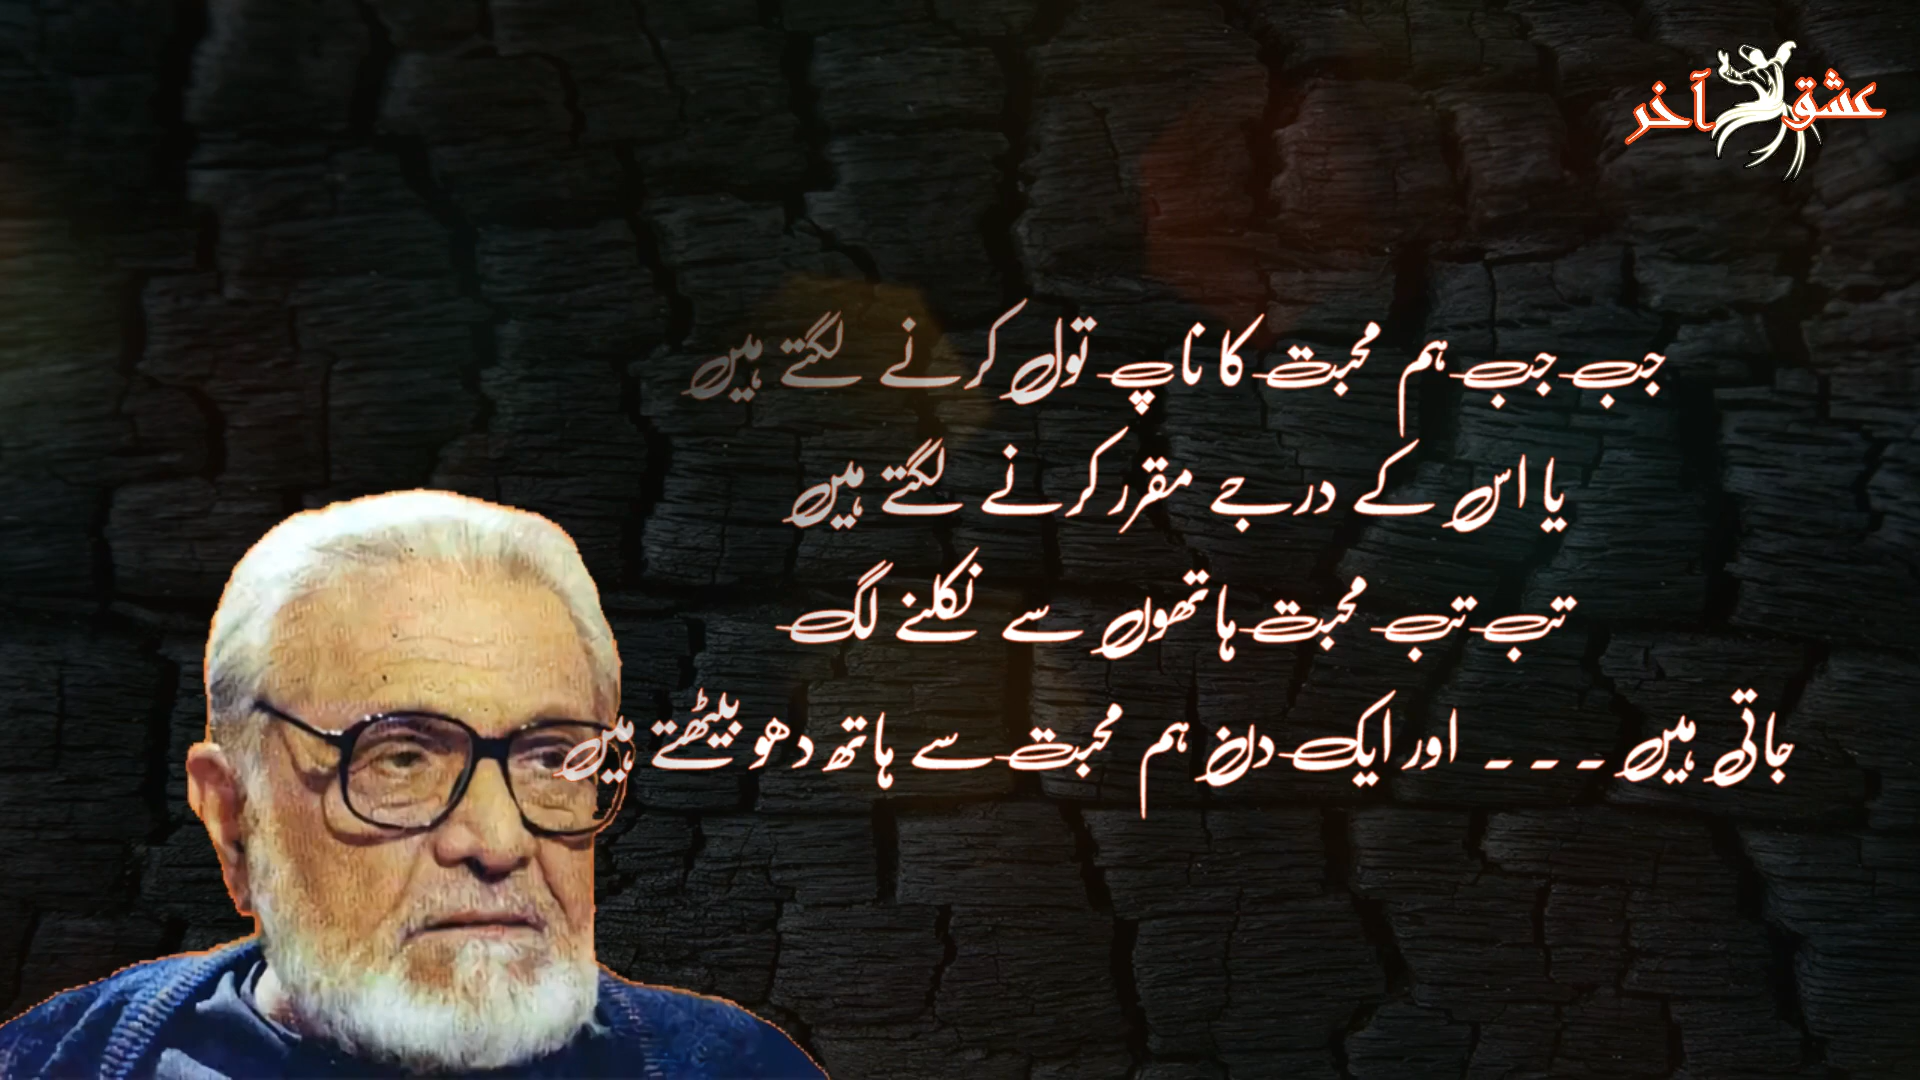 عشق آخر
جب جب ہم محبت کا ناپ تول کرنے لگتے ہیں
یا اس کے درجے مقرر کرنے لگتے ہیں
تب تب محبت ہاتھوں سے نکلنے لگ
جاتی ہیں ۔ ۔ ۔ اور ایک دن ہم محبت سے ہاتھ دھو بیٹھتے ہیں